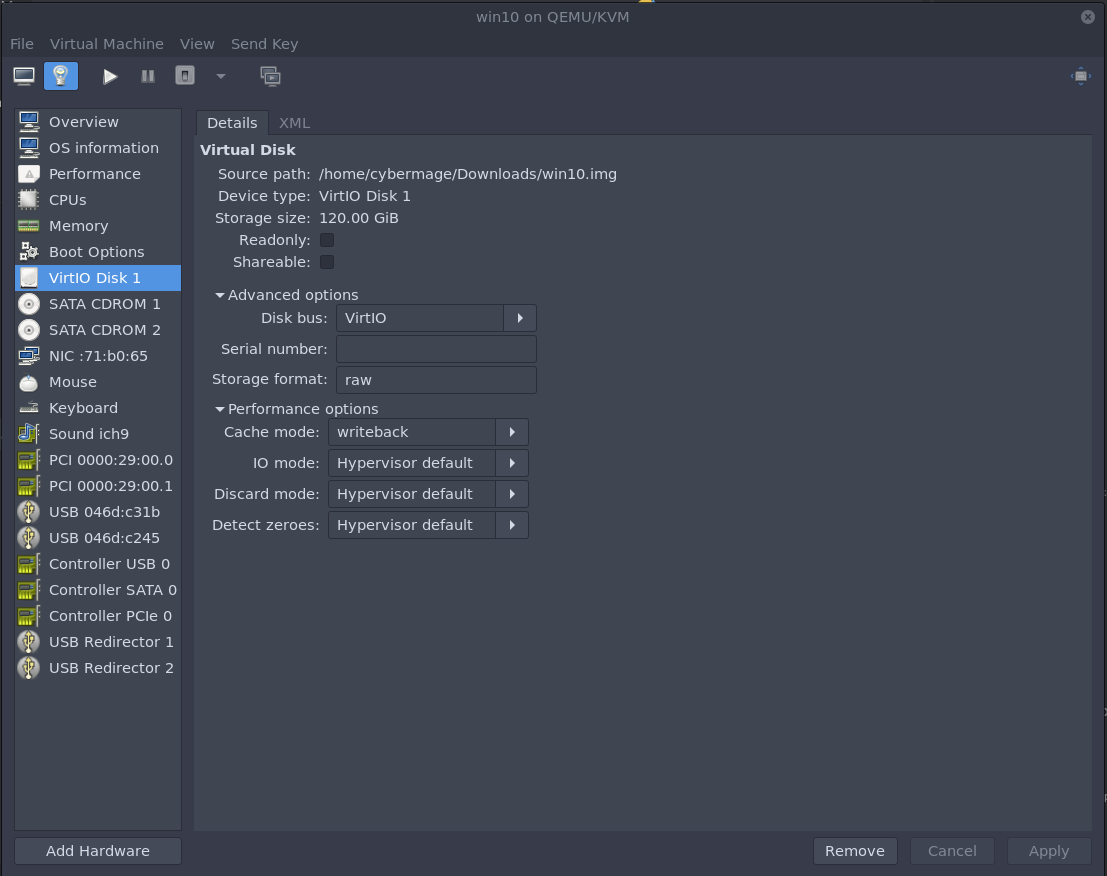 win10 on QEMU/KVM
File Virtual Machine View Send Key
Overview
OS information
Performance
CPUs
Memory
Boot Options
VirtIO Disk 1
SATA CDROM 1
SATA CDROM 2
NIC :71:b0:65
Mouse
Keyboard
Sound ich9
PCI 0000:29:00.0
PCI 0000:29:00.1
USB 046d:c31b
USB 046d:c245
Controller USB 0
Controller SATA 0
Controller PCIe 0
USB Redirector 1
USB Redirector 2
Add Hardware
Details XML
Virtual Disk
Source path: /home/cybermage/Downloads/win10.img
Device type: VirtIO Disk 1
Storage size: 120.00 GiB
Readonly:
Shareable:
Advanced options
Disk bus: VirtIO
Serial number:
Storage format: raw
Performance options
Cache mode: writeback
IO mode: Hypervisor default
Discard mode: Hypervisor default
Detect zeroes: Hypervisor default
Remove Cancel Apply